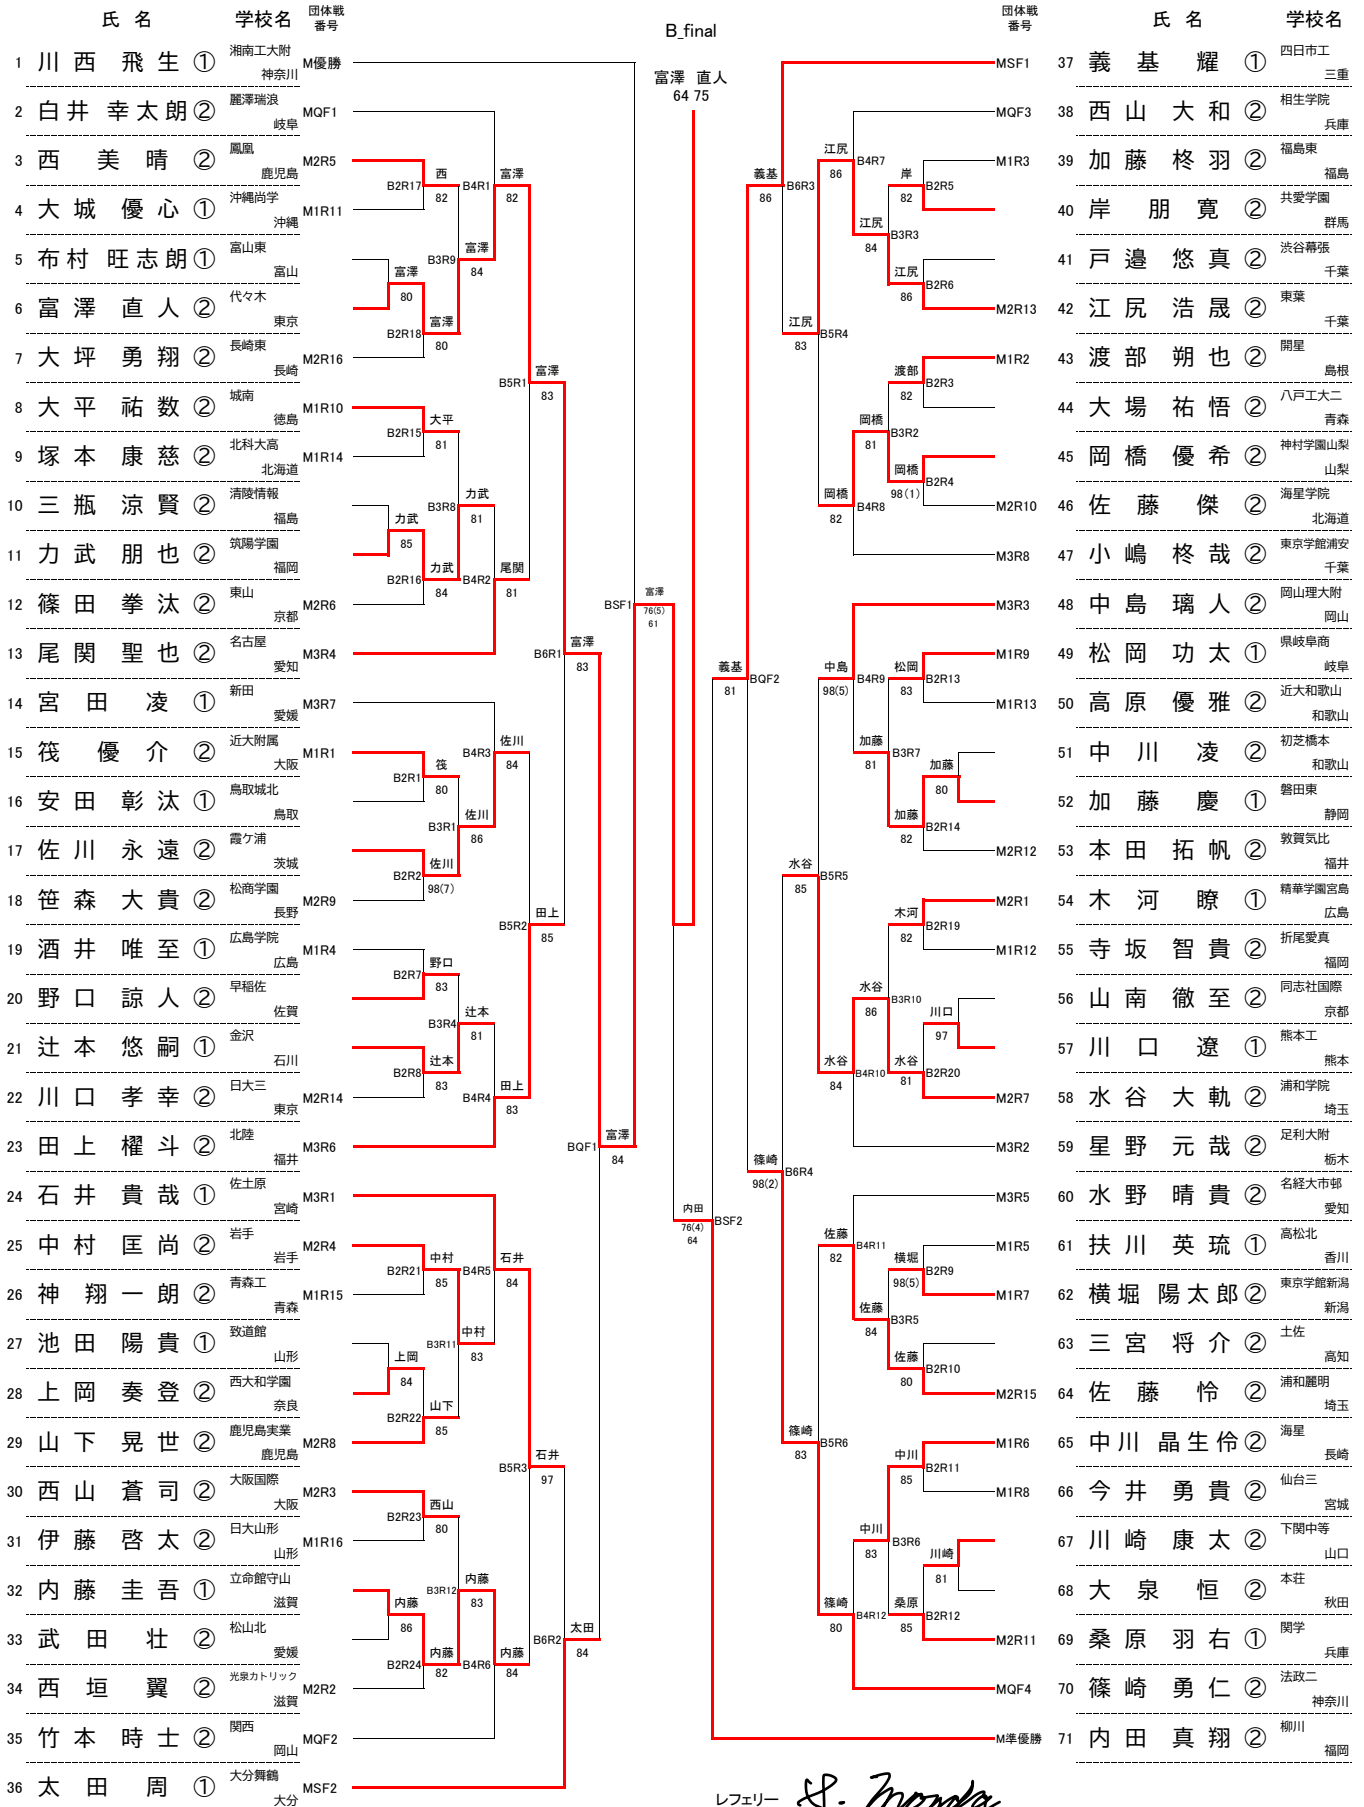 B_final
富澤 直人
64 75
氏 名 学校名 団体戦番号
1 川西 飛生 ① 湘南工大附 神奈川 M優勝
2 白井 幸太朗 ② 麗澤瑞浪 岐阜 MQF1
3 西 美晴 ② 鳳凰 鹿児島 M2R5
4 大城 優心 ① 沖縄尚学 沖縄 M1R11
5 布村 旺志朗 ① 富山東 富山
6 富澤 直人 ② 代々木 東京
7 大坪 勇翔 ② 長崎東 長崎 M2R16
8 大平 祐数 ② 城南 徳島 M1R10
9 塚本 康慈 ② 北科大高 北海道 M1R14
10 三瓶 涼賢 ② 清陵情報 福島
11 力武 朋也 ② 筑陽学園 福岡
12 篠田 拳汰 ② 東山 京都 M2R6
13 尾関 聖也 ② 名古屋 愛知 M3R4
14 宮田 凌 ① 新田 愛媛 M3R7
15 筏 優介 ② 近大附属 大阪 M1R1
16 安田 彰汰 ① 鳥取城北 鳥取
17 佐川 永遠 ② 霞ケ浦 茨城
18 笹森 大貴 ② 松商学園 長野 M2R9
19 酒井 唯至 ① 広島学院 広島 M1R4
20 野口 諒人 ② 早稲佐 佐賀
21 辻本 悠嗣 ① 金沢 石川
22 川口 孝幸 ② 日大三 東京 M2R14
23 田上 櫂斗 ② 北陸 福井 M3R6
24 石井 貴哉 ① 佐土原 宮崎 M3R1
25 中村 匡尚 ② 岩手 岩手 M2R4
26 神 翔一朗 ② 青森工 青森 M1R15
27 池田 陽貴 ① 致道館 山形
28 上岡 奏登 ② 西大和学園 奈良
29 山下 晃世 ② 鹿児島実業 鹿児島 M2R8
30 西山 蒼司 ② 大阪国際 大阪 M2R3
31 伊藤 啓太 ② 日大山形 山形 M1R16
32 内藤 圭吾 ① 立命館守山 滋賀
33 武田 壮 ② 松山北 愛媛
34 西垣 翼 ② 光泉カトリック 滋賀 M2R2
35 竹本 時士 ② 関西 岡山 MQF2
36 太田 周 ① 大分舞鶴 大分 MSF2
B2R17 西 82
富澤 80
B2R18 富澤 80
B2R15 大平 81
力武 85
B2R16 力武 84
B2R1 筏 80
B2R2 佐川 98(7)
B2R7 野口 83
B2R8 辻本 83
B2R21 中村 85
上岡 84
B2R22 山下 85
B2R23 西山 80
内藤 86
B2R24 内藤 82
B3R9 富澤 84
B3R8 力武 81
B3R1 佐川 86
B3R4 辻本 81
B3R11 中村 83
B3R12 内藤 83
B4R1 富澤 82
B4R2 尾関 81
B4R3 佐川 84
B4R4 田上 83
B4R5 石井 84
B4R6 内藤 84
B5R1 富澤 83
B5R2 田上 85
B5R3 石井 97
B6R1 富澤 83
B6R2 太田 84
BQF1 富澤 84
BSF1 富澤 76(5) 61
内田 76(4) 64 BSF2
義基 81 BQF2
義基 86 B6R3
篠崎 98(2) B6R4
江尻 83 B5R4
水谷 85 B5R5
篠崎 83 B5R6
江尻 86 B4R7
岡橋 82 B4R8
中島 98(5) B4R9
水谷 84 B4R10
佐藤 82 B4R11
篠崎 80 B4R12
江尻 84 B3R3
岡橋 81 B3R2
加藤 81 B3R7
水谷 86 B3R10
佐藤 84 B3R5
中川 83 B3R6
岸 82 B2R5
江尻 86 B2R6
渡部 82 B2R3
岡橋 98(1) B2R4
松岡 83 B2R13
加藤 80
加藤 82 B2R14
木河 82 B2R19
川口 97
水谷 81 B2R20
横堀 98(5) B2R9
佐藤 80 B2R10
中川 85 B2R11
川崎 81
桑原 85 B2R12
団体戦番号 氏 名 学校名
MSF1 37 義基 耀 ① 四日市工 三重
MQF3 38 西山 大和 ② 相生学院 兵庫
M1R3 39 加藤 柊羽 ② 福島東 福島
40 岸 朋寛 ② 共愛学園 群馬
41 戸邉 悠真 ② 渋谷幕張 千葉
M2R13 42 江尻 浩晟 ② 東葉 千葉
M1R2 43 渡部 朔也 ② 開星 島根
44 大場 祐悟 ② 八戸工大二 青森
45 岡橋 優希 ② 神村学園山梨 山梨
M2R10 46 佐藤 傑 ② 海星学院 北海道
M3R8 47 小嶋 柊哉 ② 東京学館浦安 千葉
M3R3 48 中島 璃人 ② 岡山理大附 岡山
M1R9 49 松岡 功太 ① 県岐阜商 岐阜
M1R13 50 高原 優雅 ② 近大和歌山 和歌山
51 中川 凌 ② 初芝橋本 和歌山
52 加藤 慶 ① 磐田東 静岡
M2R12 53 本田 拓帆 ② 敦賀気比 福井
M2R1 54 木河 瞭 ① 精華学園宮島 広島
M1R12 55 寺坂 智貴 ② 折尾愛真 福岡
56 山南 徹至 ② 同志社国際 京都
57 川口 遼 ① 熊本工 熊本
M2R7 58 水谷 大軌 ② 浦和学院 埼玉
M3R2 59 星野 元哉 ② 足利大附 栃木
M3R5 60 水野 晴貴 ② 名経大市邨 愛知
M1R5 61 扶川 英琉 ① 高松北 香川
M1R7 62 横堀 陽太郎 ② 東京学館新潟 新潟
63 三宮 将介 ② 土佐 高知
M2R15 64 佐藤 怜 ② 浦和麗明 埼玉
M1R6 65 中川 晶生伶 ② 海星 長崎
M1R8 66 今井 勇貴 ② 仙台三 宮城
67 川崎 康太 ② 下関中等 山口
68 大泉 恒 ② 本荘 秋田
M2R11 69 桑原 羽右 ① 関学 兵庫
MQF4 70 篠崎 勇仁 ② 法政二 神奈川
M準優勝 71 内田 真翔 ② 柳川 福岡
レフェリー